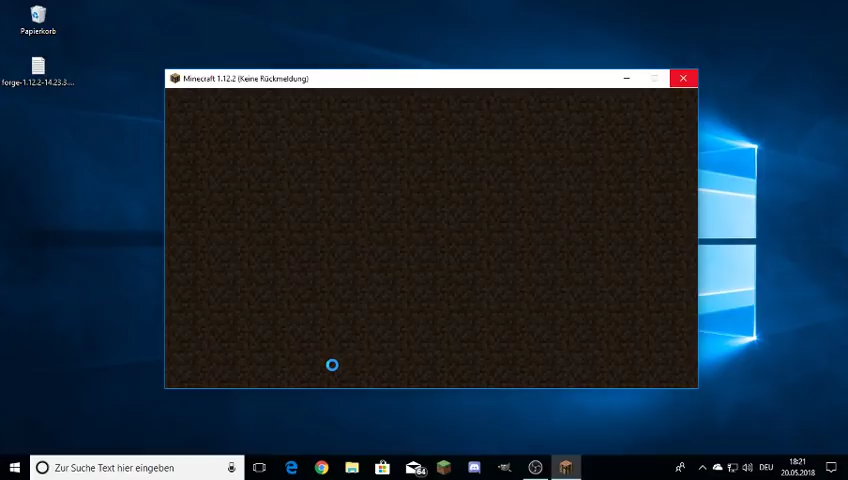 Papierkorb
forge-1.12.2-14.23.3....
Minecraft 1.12.2 (Keine Rückmeldung)
Zur Suche Text hier eingeben
64
DEU
18:21
20.05.2018